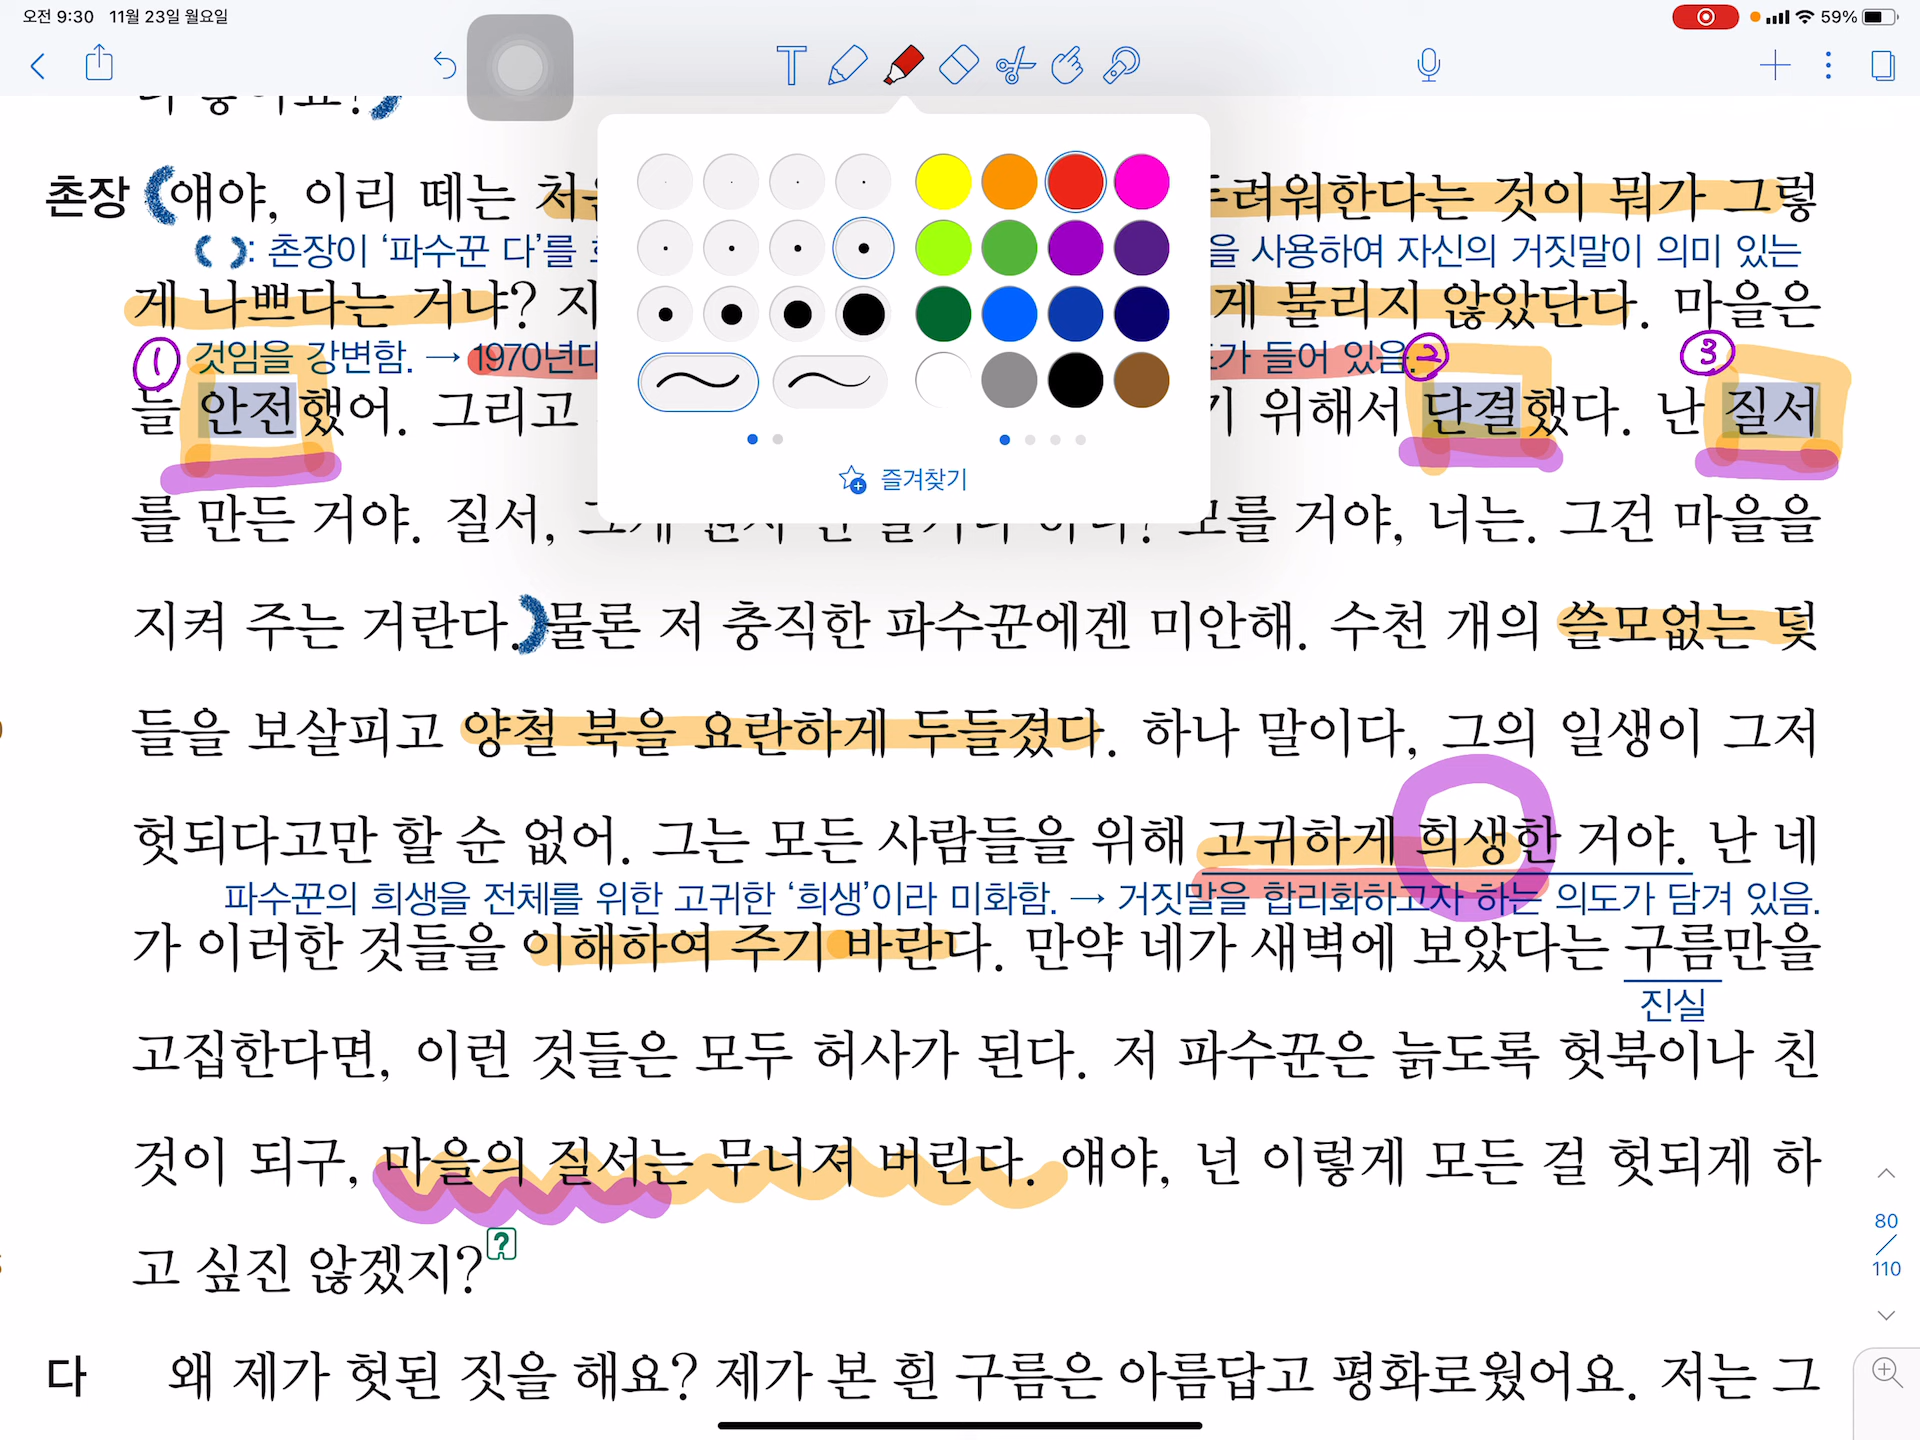 오전 9:30 11월 23일 월요일
59%
즐겨찾기
촌장 얘야, 이리 떼는 처음 두려워한다는 것이 뭐가 그렇
( ): 촌장이 ‘파수꾼 다’를 을 사용하여 자신의 거짓말이 의미 있는
게 나쁘다는 거냐? 지 게 물리지 않았단다. 마을은
① 것임을 강변함. → 1970년대 가 들어 있음. ② ③
늘 안전했어. 그리고 기 위해서 단결했다. 난 질서
를 만든 거야. 질서, 모를 거야, 너는. 그건 마을을
지켜 주는 거란다.) 물론 저 충직한 파수꾼에겐 미안해. 수천 개의 쓸모없는 덫
들을 보살피고 양철 북을 요란하게 두들겼다. 하나 말이다, 그의 일생이 그저
헛되다고만 할 순 없어. 그는 모든 사람들을 위해 고귀하게 희생한 거야. 난 네
파수꾼의 희생을 전체를 위한 고귀한 ‘희생’이라 미화함. → 거짓말을 합리화하고자 하는 의도가 담겨 있음.
가 이러한 것들을 이해하여 주기 바란다. 만약 네가 새벽에 보았다는 구름만을
진실
고집한다면, 이런 것들은 모두 허사가 된다. 저 파수꾼은 늙도록 헛북이나 친
것이 되구, 마을의 질서는 무너져 버린다. 얘야, 넌 이렇게 모든 걸 헛되게 하
고 싶진 않겠지? ?
80
/
110
다 왜 제가 헛된 짓을 해요? 제가 본 흰 구름은 아름답고 평화로웠어요. 저는 그